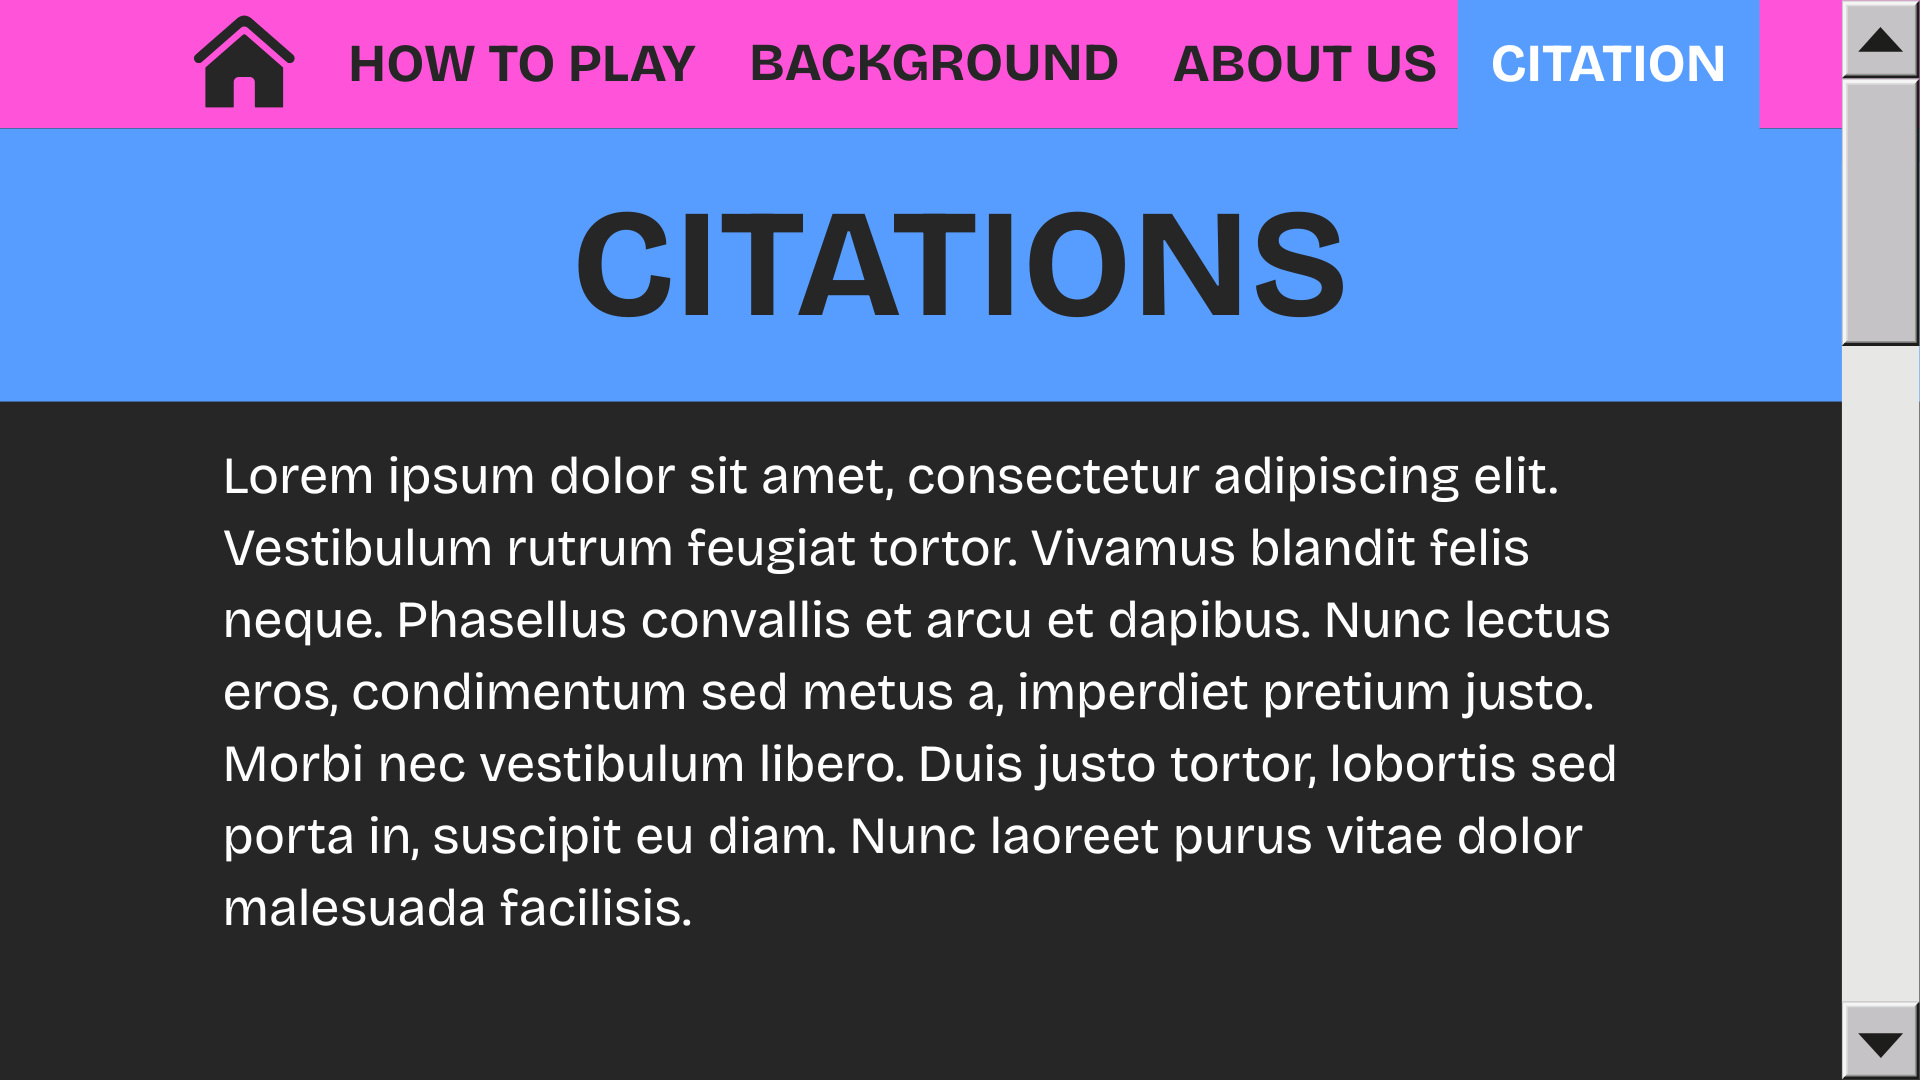 HOW TO PLAY BACKGROUND ABOUT US CITATION
CITATIONS
Lorem ipsum dolor sit amet, consectetur adipiscing elit.
Vestibulum rutrum feugiat tortor. Vivamus blandit felis
neque. Phasellus convallis et arcu et dapibus. Nunc lectus
eros, condimentum sed metus a, imperdiet pretium justo.
Morbi nec vestibulum libero. Duis justo tortor, lobortis sed
porta in, suscipit eu diam. Nunc laoreet purus vitae dolor
malesuada facilisis.